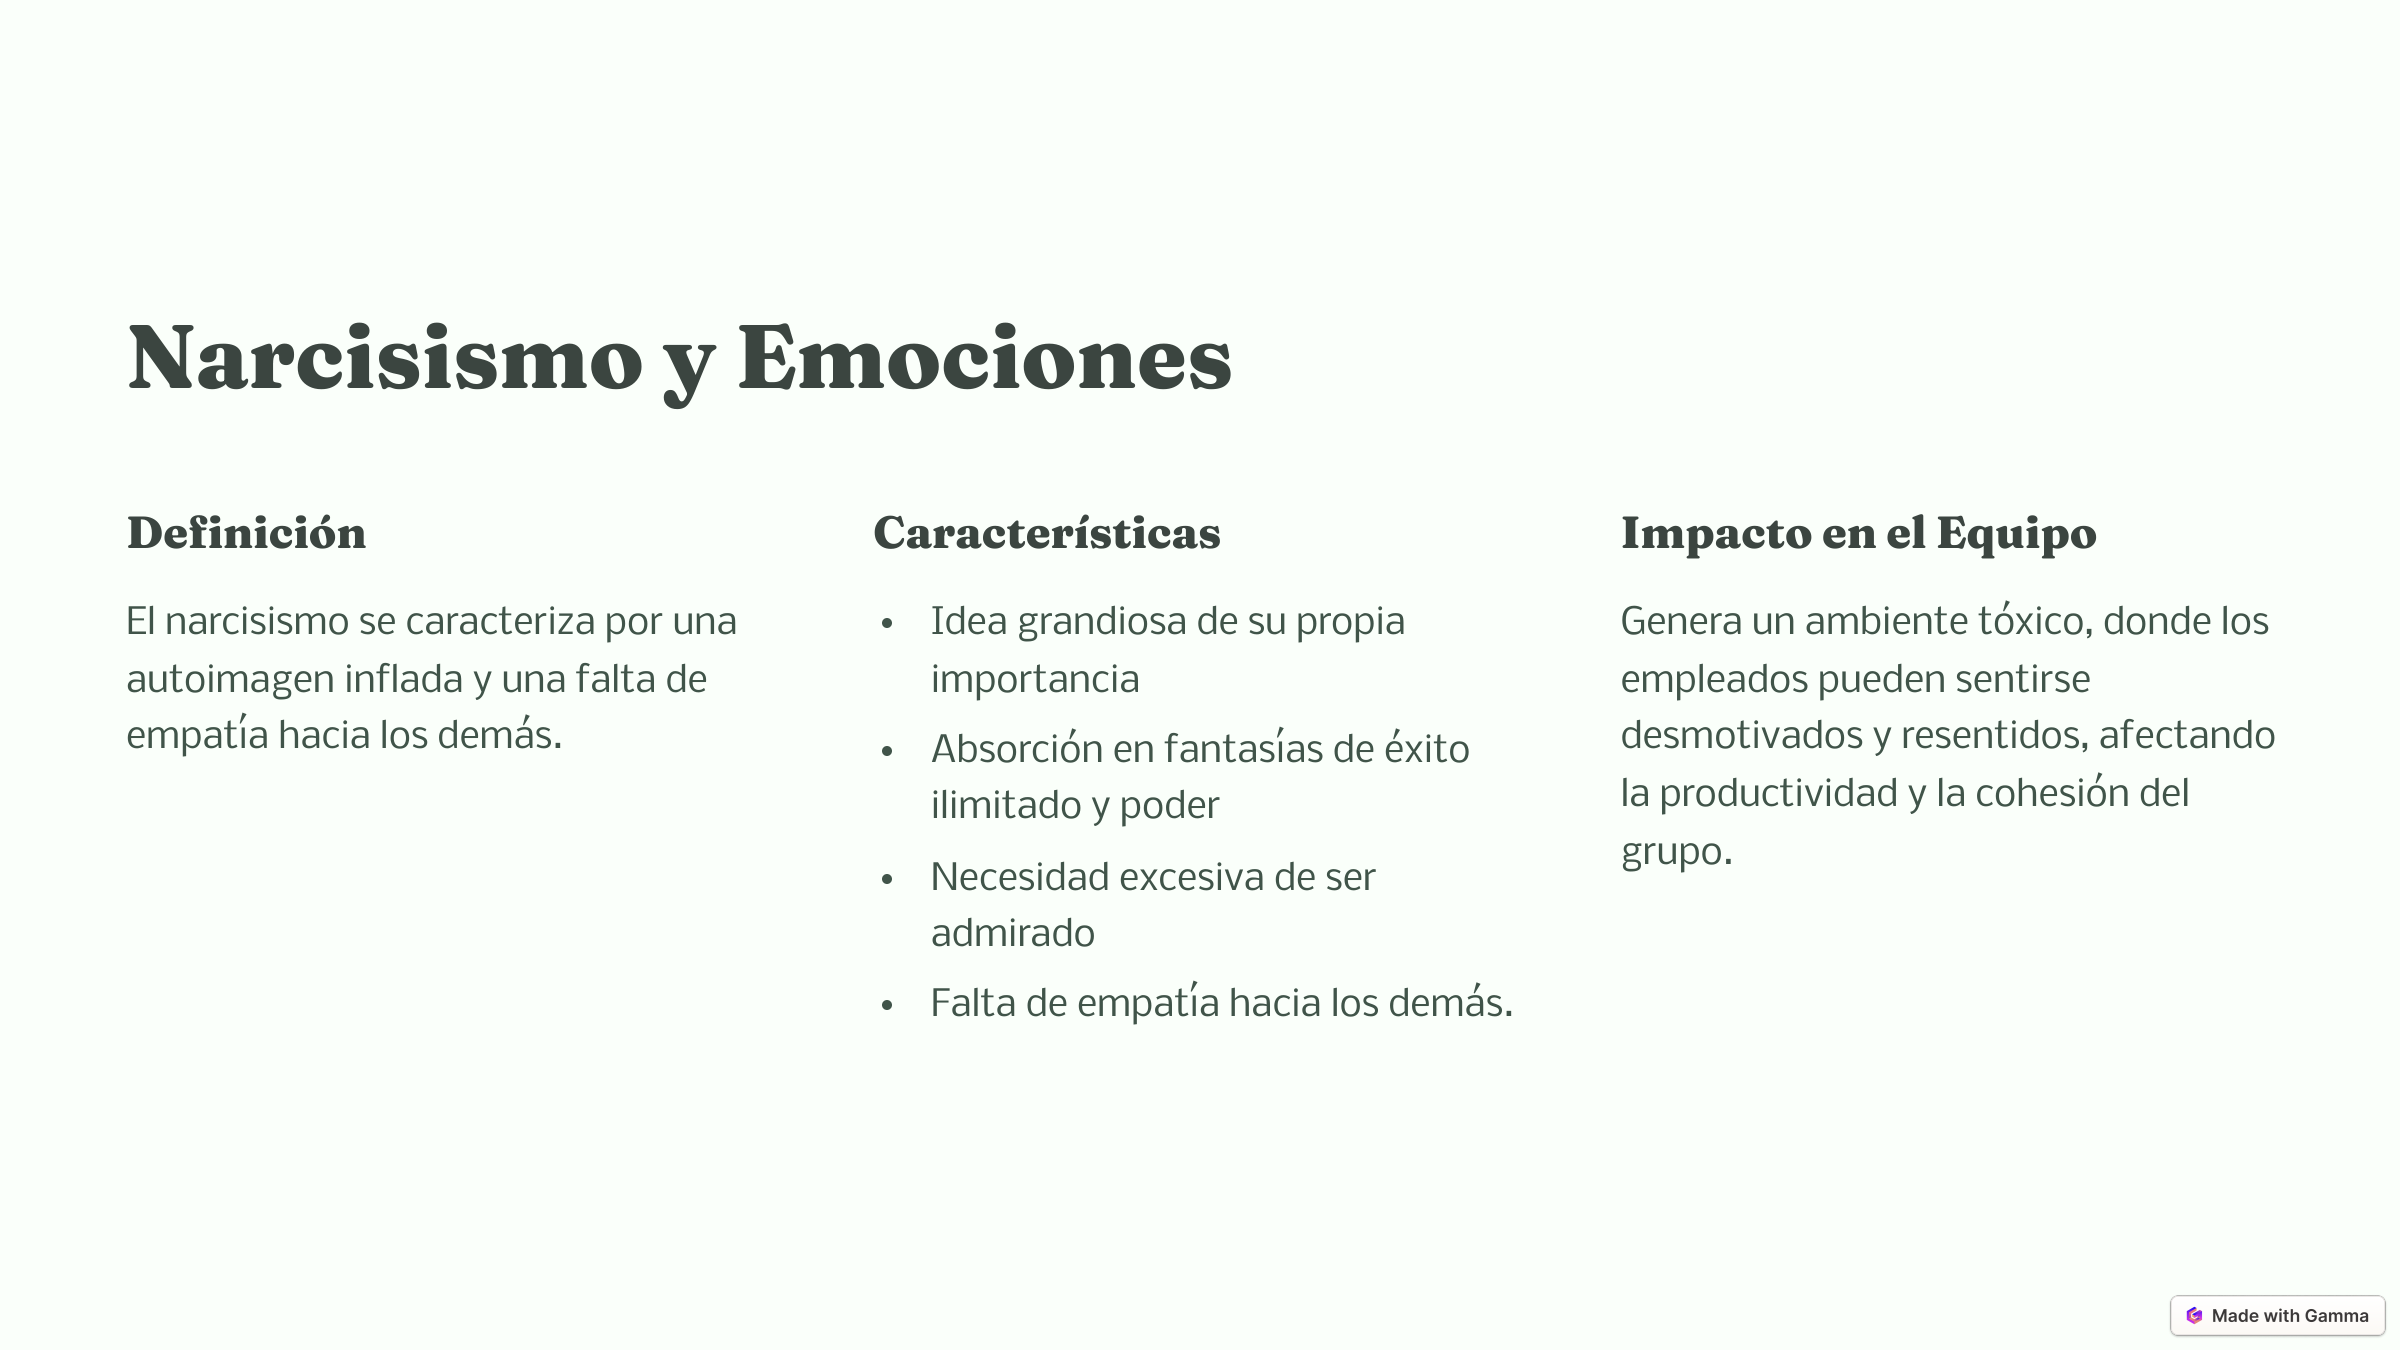 Narcisismo y Emociones
Definición
El narcisismo se caracteriza por una
autoimagen inflada y una falta de
empatía hacia los demás.
Características
• Idea grandiosa de su propia
importancia
• Absorción en fantasías de éxito
ilimitado y poder
• Necesidad excesiva de ser
admirado
• Falta de empatía hacia los demás.
Impacto en el Equipo
Genera un ambiente tóxico, donde los
empleados pueden sentirse
desmotivados y resentidos, afectando
la productividad y la cohesión del
grupo.
Made with Gamma